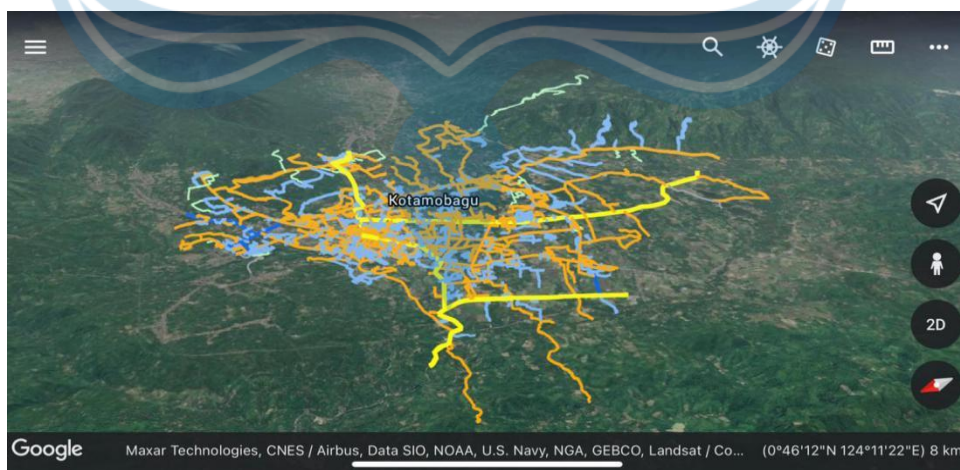 Kotamobagu
2D
Google
Maxar Technologies, CNES / Airbus, Data SIO, NOAA, U.S. Navy, NGA, GEBCO, Landsat / Co... (0°46'12"N 124°11'22"E) 8 km